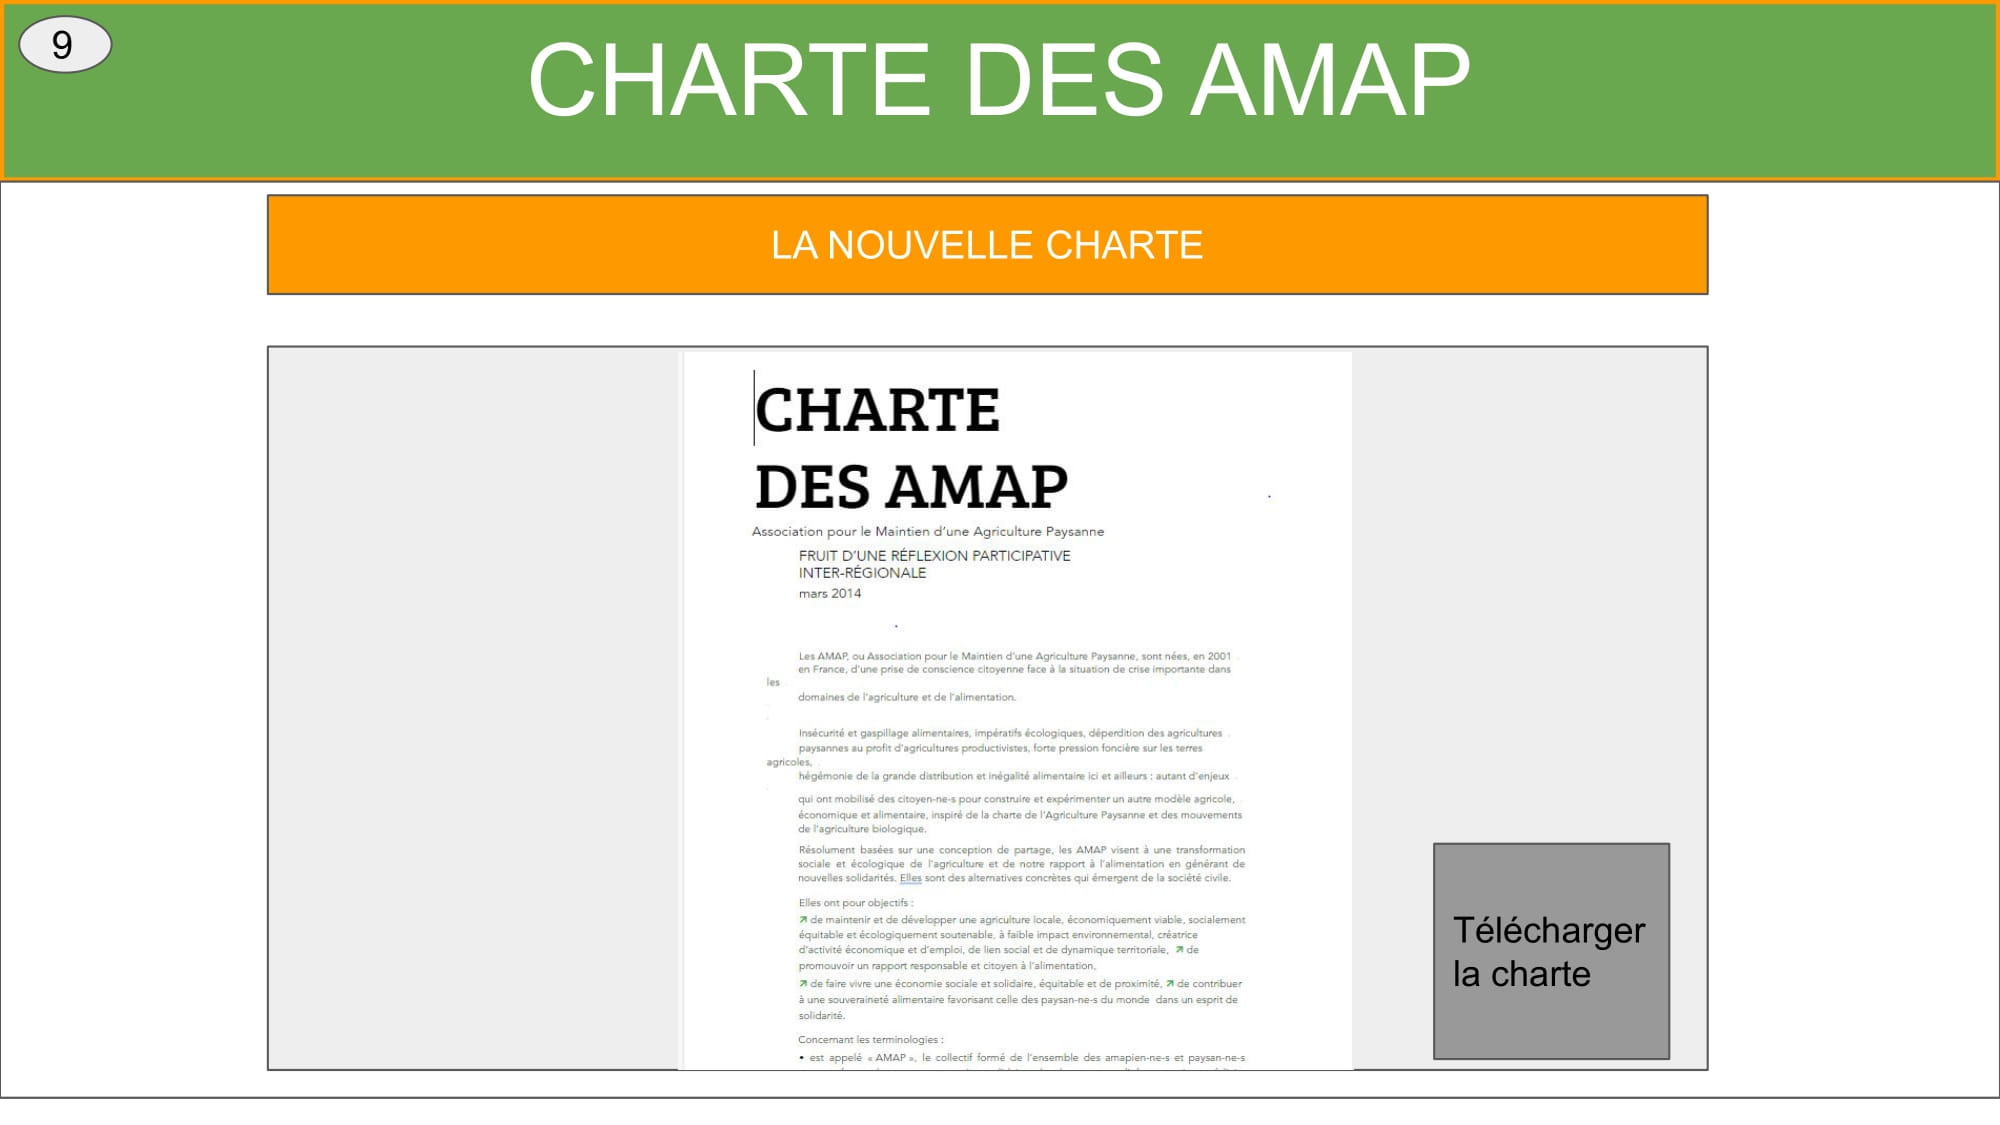 9
CHARTE DES AMAP
LA NOUVELLE CHARTE
CHARTE
DES AMAP
Association pour le Maintien d’une Agriculture Paysanne
FRUIT D’UNE RÉFLEXION PARTICIPATIVE
INTER-RÉGIONALE
mars 2014
Les AMAP, ou Association pour le Maintien d’une Agriculture Paysanne, sont nées, en 2001
en France, d’une prise de conscience citoyenne face à la situation de crise importante dans
les
domaines de l’agriculture et de l’alimentation.
Insécurité et gaspillage alimentaires, impératifs écologiques, déperdition des agricultures
paysannes au profit d’agricultures productivistes, forte pression foncière sur les terres
agricoles,
hégémonie de la grande distribution et inégalité alimentaire ici et ailleurs : autant d’enjeux
qui ont mobilisé des citoyen-ne-s pour construire et expérimenter un autre modèle agricole,
économique et alimentaire, inspiré de la charte de l’Agriculture Paysanne et des mouvements
de l’agriculture biologique.
Résolument basées sur une conception de partage, les AMAP visent à une transformation
sociale et écologique de l’agriculture et de notre rapport à l’alimentation en générant de
nouvelles solidarités. Elles sont des alternatives concrètes qui émergent de la société civile.
Elles ont pour objectifs :
↗ de maintenir et de développer une agriculture locale, économiquement viable, socialement
équitable et écologiquement soutenable, à faible impact environnemental, créatrice
d’activité économique et d’emploi, de lien social et de dynamique territoriale, ↗ de
promouvoir un rapport responsable et citoyen à l’alimentation,
↗ de faire vivre une économie sociale et solidaire, équitable et de proximité, ↗ de contribuer
à une souveraineté alimentaire favorisant celle des paysan-ne-s du monde dans un esprit de
solidarité.
Concernant les terminologies :
• est appelé « AMAP », le collectif formé de l’ensemble des amapien-ne-s et paysan-ne-s
Télécharger
la charte